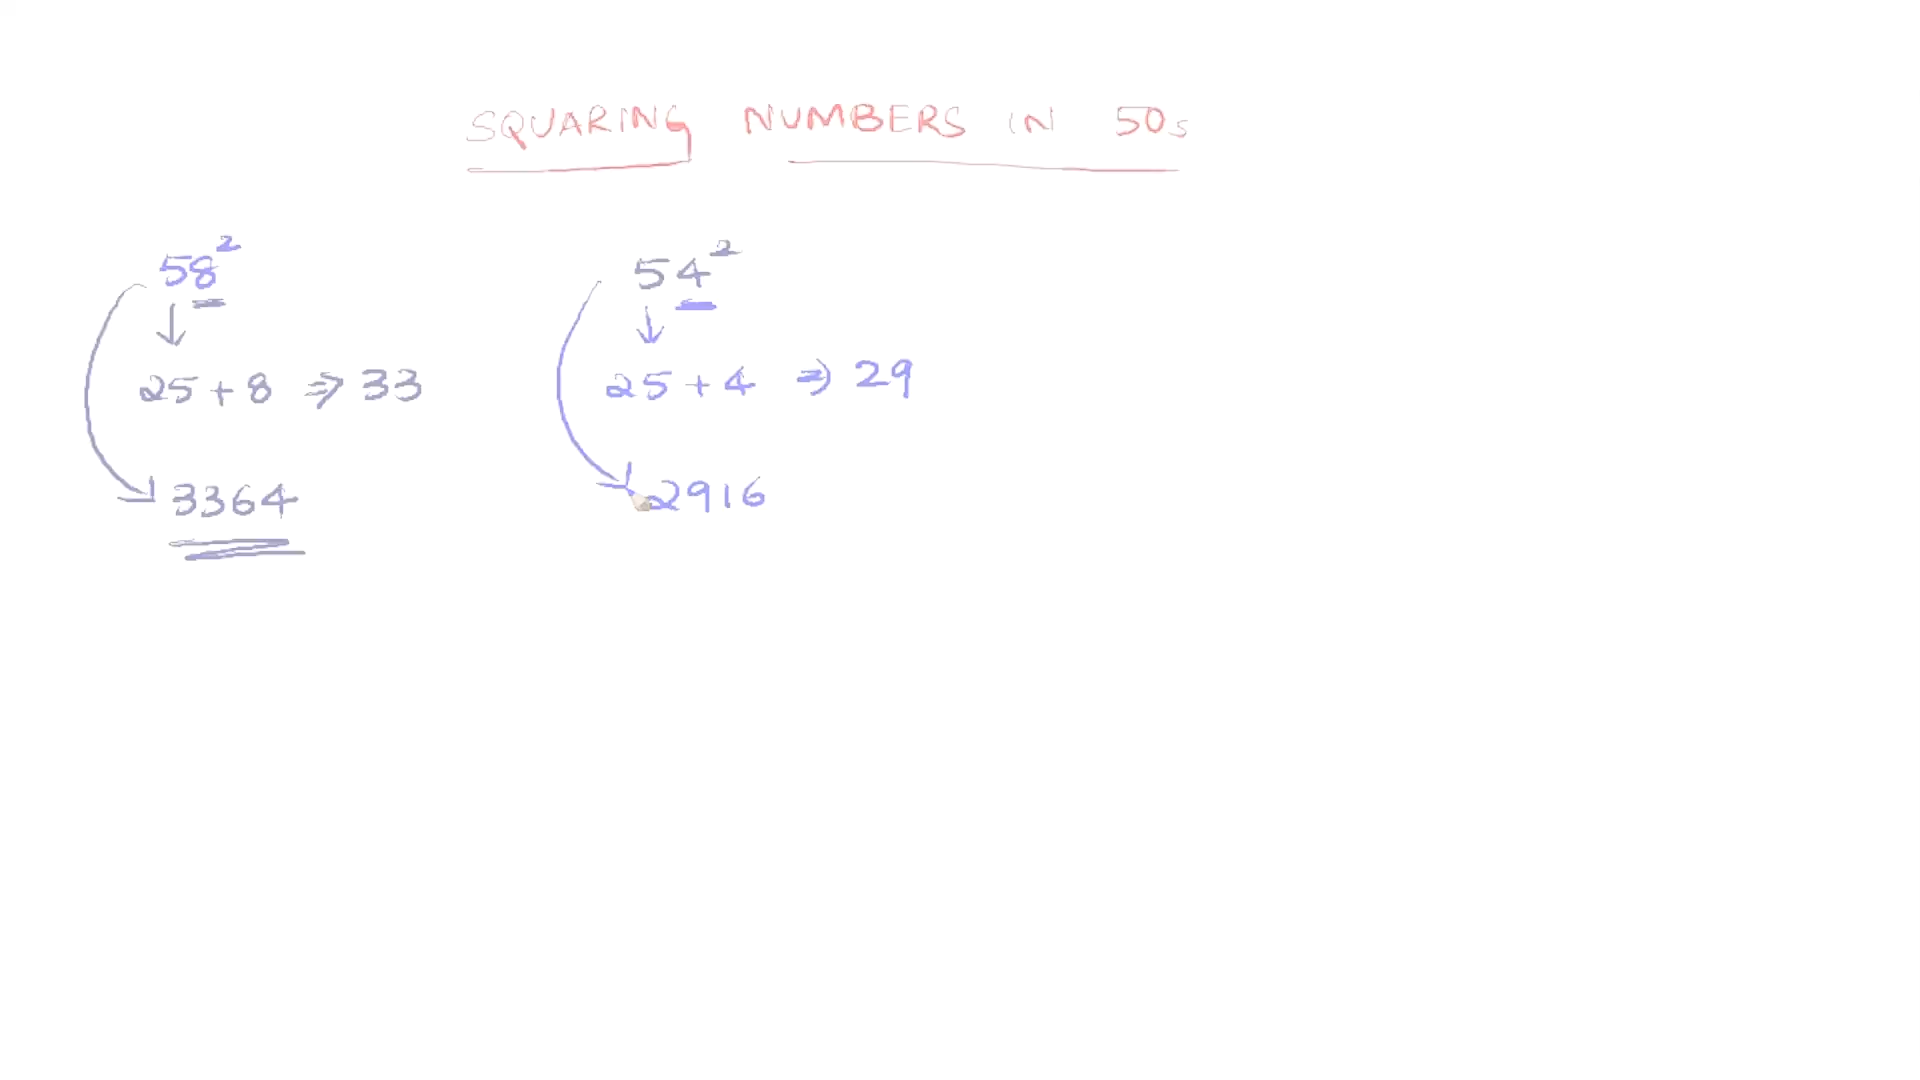 SQUARING NUMBERS IN 50s
58²
25 + 8 ⇒ 33
3364
54²
25 + 4 ⇒ 29
2916